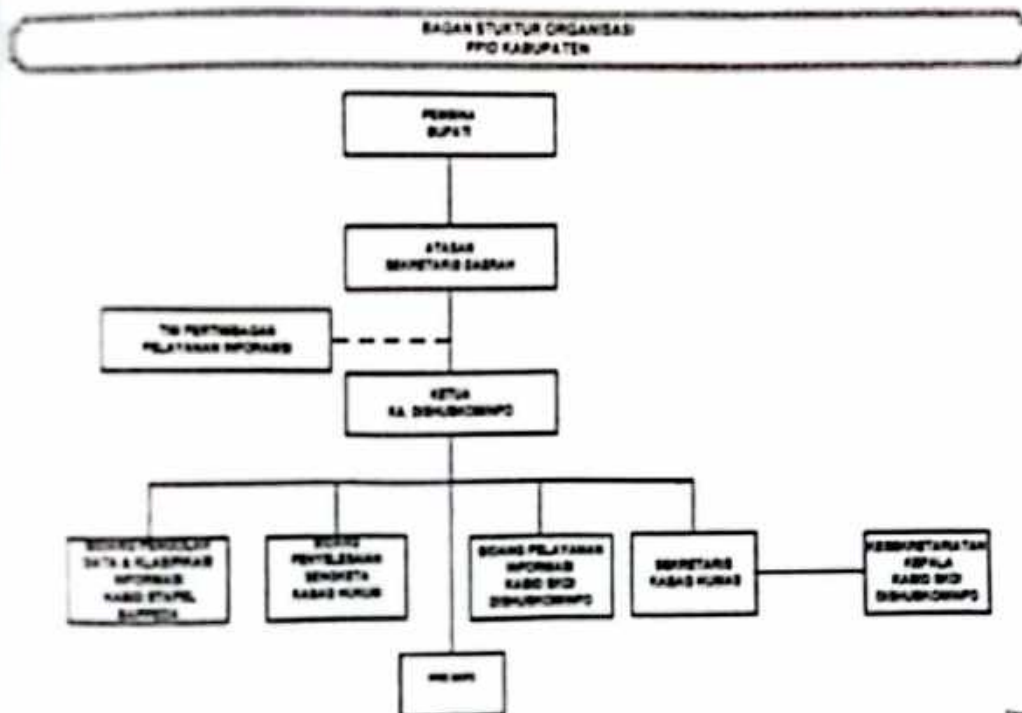 BAGAN STUKTUR ORGANISASI
PPID KABUPATEN
PEMBINA
BUPATI
ATASAN
SEKRETARIS DAERAH
TIM PERTIMBAGAN
PELAYANAN INFORMASI
KETUA
KA. DISHUBKOMINFO
BIDANG PENGOLAH
DATA & KLASIFIKASI
INFORMASI
KABID STAPEL
BAPPEDA
BIDANG
PENYELESAIAN
SENGKETA
KABAG HUKUM
BIDANG PELAYANAN
INFORMASI
KABID SKDI
DISHUBKOMINFO
SEKRETARIS
KABAG HUMAS
KESEKRETARIATAN
KEPALA
KABID SKDI
DISHUBKOMINFO